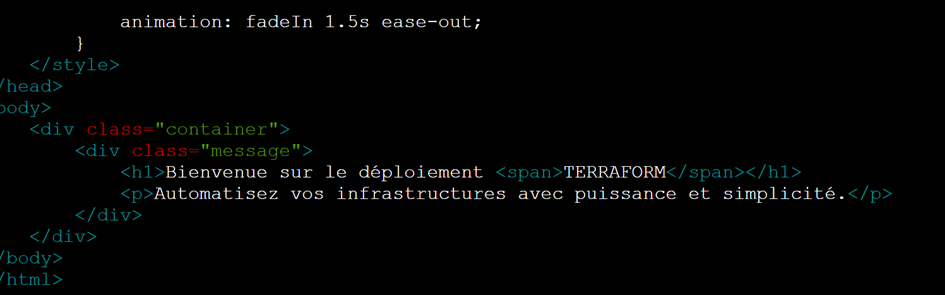 animation: fadeIn 1.5s ease-out;
}
</style>
/head>
body>
<div class="container">
<div class="message">
<h1>Bienvenue sur le déploiement <span>TERRAFORM</span></h1>
<p>Automatisez vos infrastructures avec puissance et simplicité.</p>
</div>
</div>
/body>
/html>